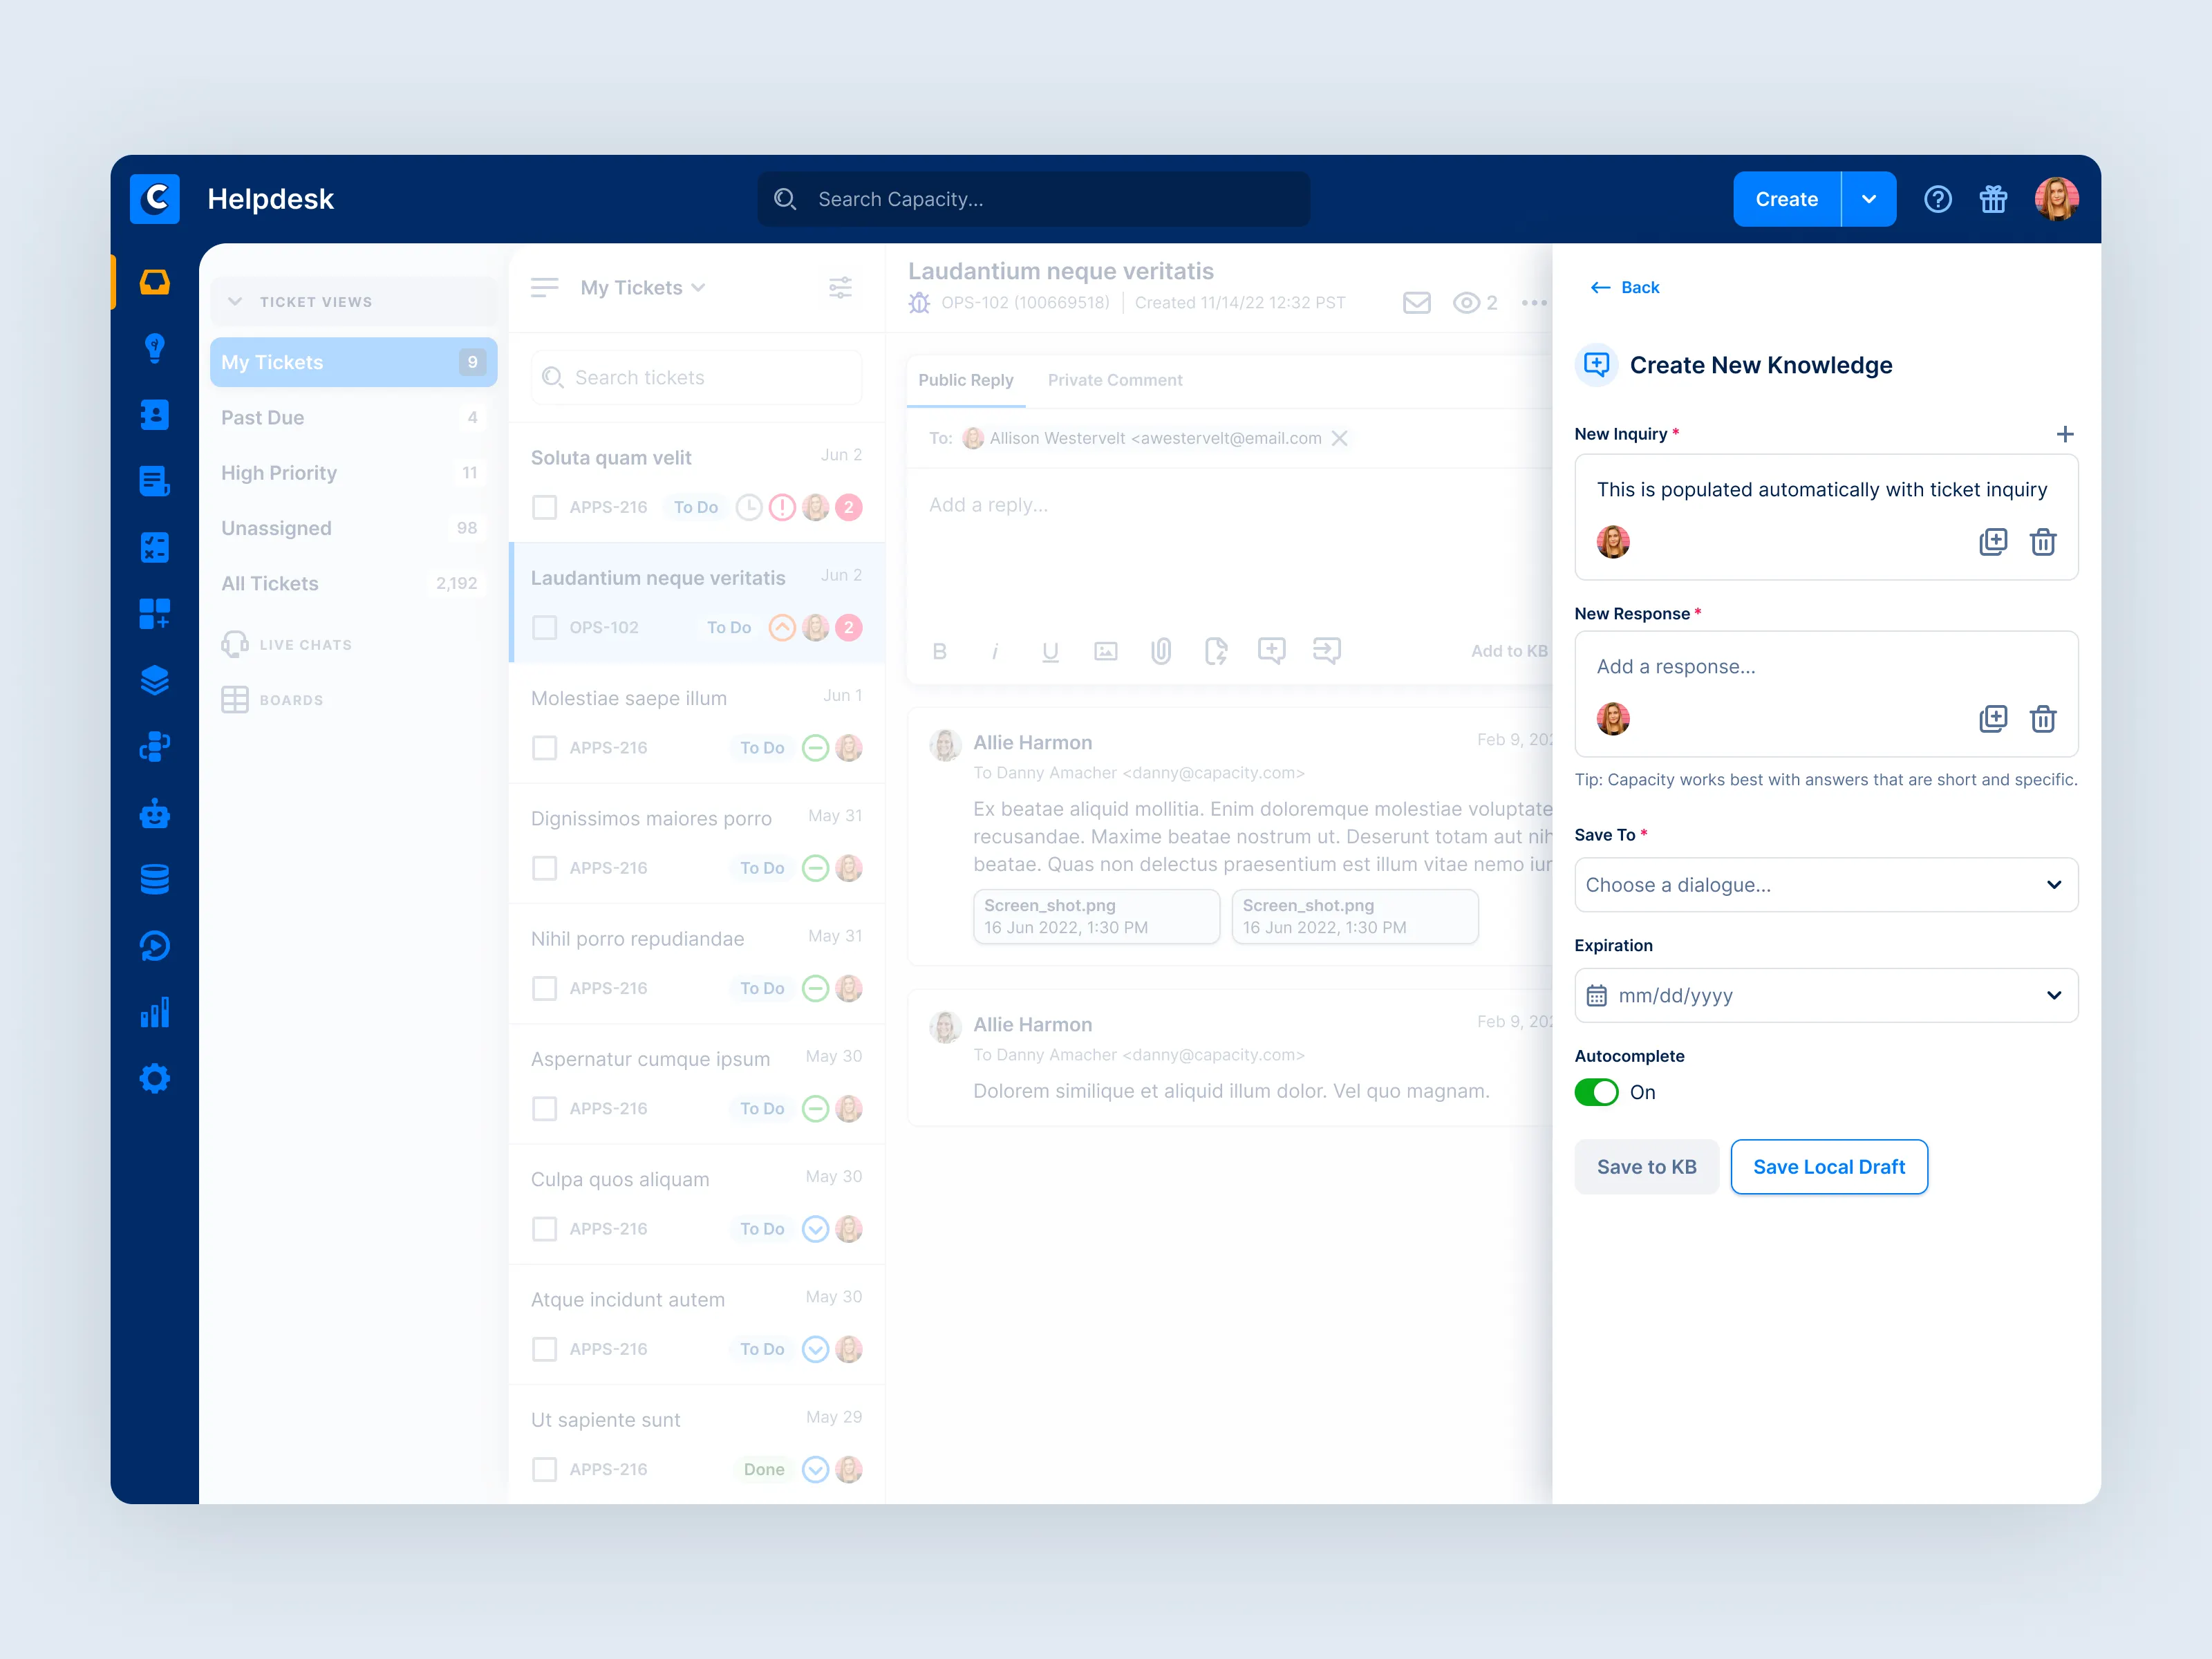 Helpdesk
Search Capacity...
Create
TICKET VIEWS
My Tickets
9
Past Due
4
High Priority
11
Unassigned
98
All Tickets
2,192
LIVE CHATS
BOARDS
My Tickets
Search tickets
Soluta quam velit
Jun 2
APPS-216
To Do
2
Laudantium neque veritatis
Jun 2
OPS-102
To Do
2
Molestiae saepe illum
Jun 1
APPS-216
To Do
Dignissimos maiores porro
May 31
APPS-216
To Do
Nihil porro repudiandae
May 31
APPS-216
To Do
Aspernatur cumque ipsum
May 30
APPS-216
To Do
Culpa quos aliquam
May 30
APPS-216
To Do
Atque incidunt autem
May 30
APPS-216
To Do
Ut sapiente sunt
May 29
APPS-216
Done
Laudantium neque veritatis
OPS-102 (100669518)
Created 11/14/22 12:32 PST
2
Public Reply
Private Comment
To: Allison Westervelt <awestervelt@email.com
Add a reply...
B i U
Add to KB
Allie Harmon
Feb 9, 202
To Danny Amacher <danny@capacity.com>
Ex beatae aliquid mollitia. Enim doloremque molestiae voluptate
recusandae. Maxime beatae nostrum ut. Deserunt totam aut nih
beatae. Quas non delectus praesentium est illum vitae nemo iur
Screen_shot.png
16 Jun 2022, 1:30 PM
Screen_shot.png
16 Jun 2022, 1:30 PM
Allie Harmon
Feb 9, 202
To Danny Amacher <danny@capacity.com>
Dolorem similique et aliquid illum dolor. Vel quo magnam.
Back
Create New Knowledge
New Inquiry *
This is populated automatically with ticket inquiry
New Response *
Add a response...
Tip: Capacity works best with answers that are short and specific.
Save To *
Choose a dialogue...
Expiration
mm/dd/yyyy
Autocomplete
On
Save to KB
Save Local Draft